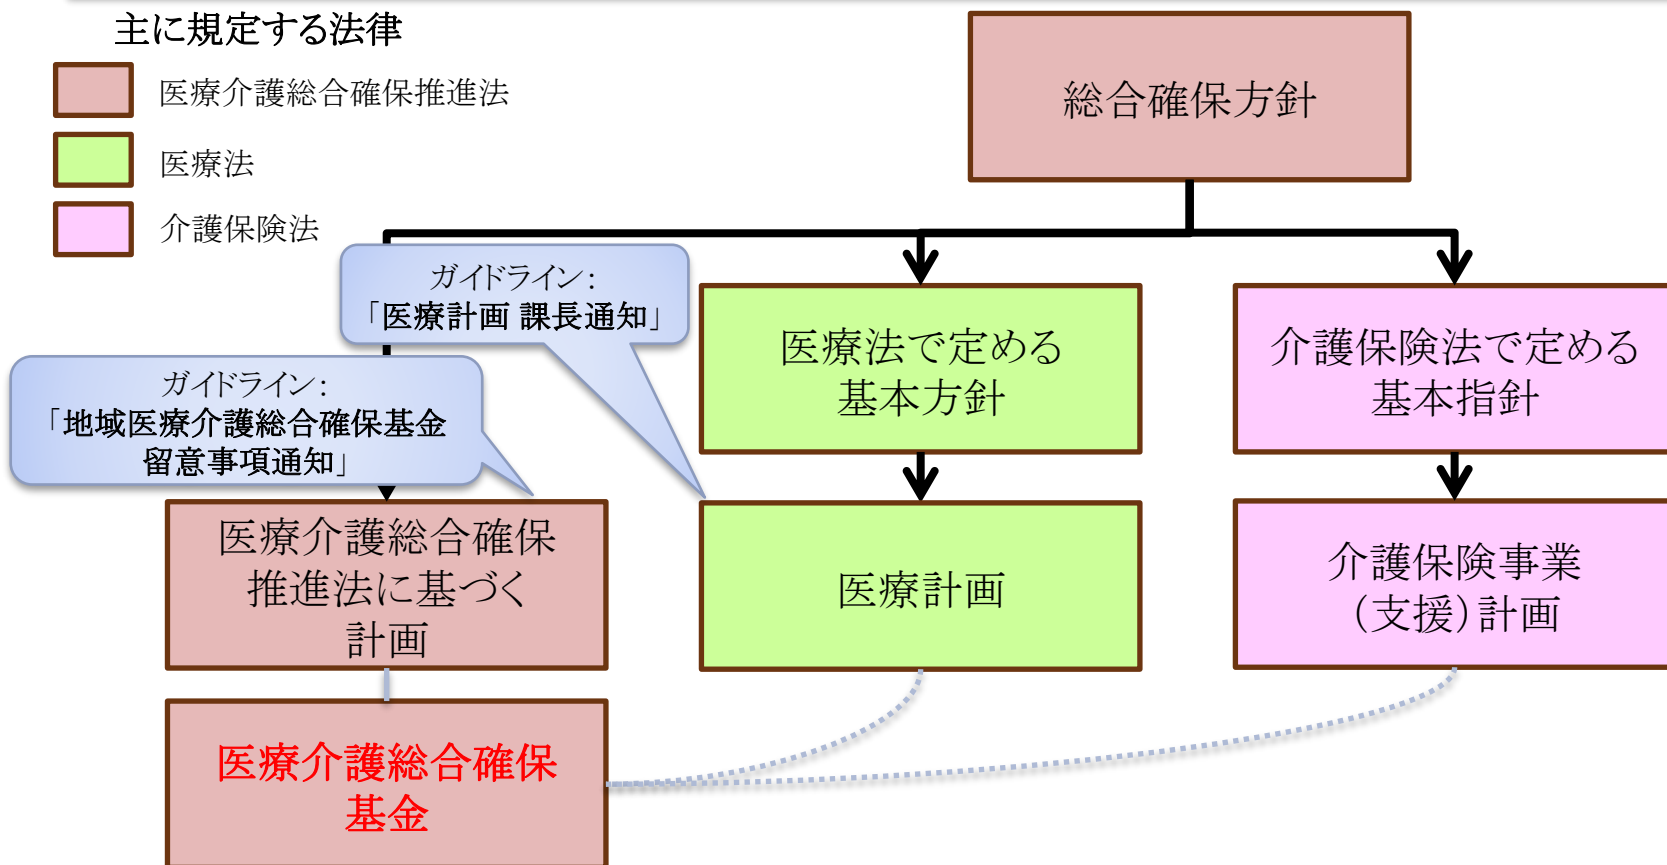 主に規定する法律
医療介護総合確保推進法
医療法
介護保険法
総合確保方針
ガイドライン：
「医療計画 課長通知」
ガイドライン：
「地域医療介護総合確保基金
留意事項通知」
医療法で定める
基本方針
介護保険法で定める
基本指針
医療介護総合確保
推進法に基づく
計画
医療計画
介護保険事業
（支援）計画
医療介護総合確保
基金